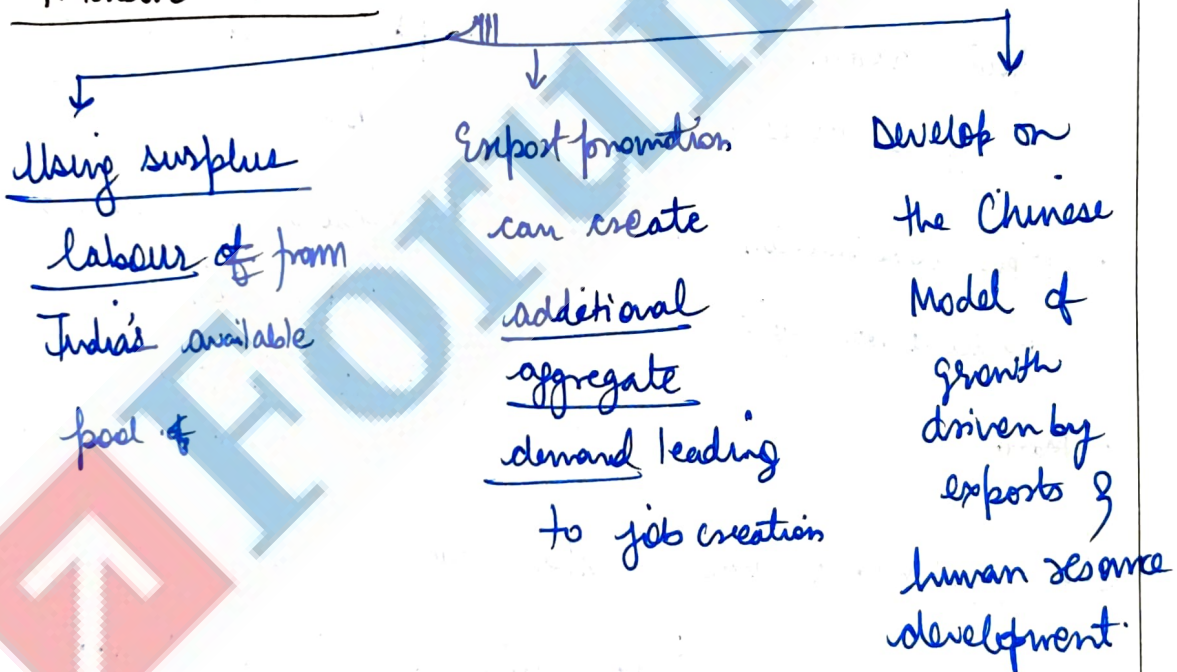 Using surplus
labour of from
India's available
pool of
Export promotion
can create
additional
aggregate
demand leading
to job creation
Develop on
the Chinese
Model of
growth
driven by
exports &
human resource
development.
Forum